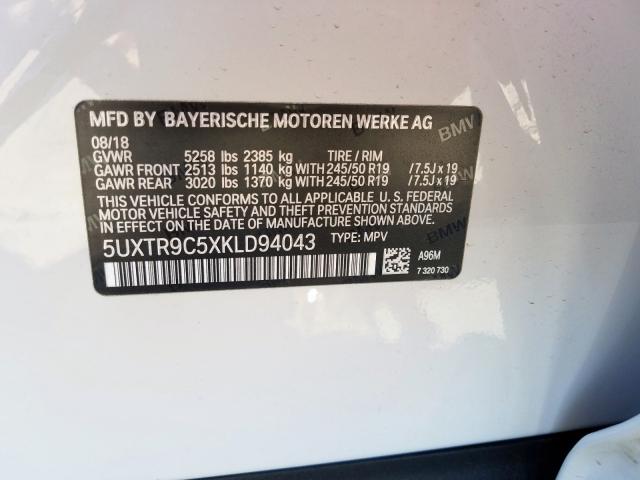 MFD BY BAYERISCHE MOTOREN WERKE AG
08/18
GVWR 5258 lbs 2385 kg TIRE / RIM
GAWR FRONT 2513 lbs 1140 kg WITH 245/50 R19 /7.5J x 19
GAWR REAR 3020 lbs 1370 kg WITH 245/50 R19 /7.5J x 19
THIS VEHICLE CONFORMS TO ALL APPLICABLE U.S. FEDERAL
MOTOR VEHICLE SAFETY, BUMPER, AND THEFT PREVENTION
STANDARDS IN EFFECT ON THE DATE OF MANUFACTURE SHOWN ABOVE.
5UXTR9C5XKLD94043 TYPE: MPV
A96M
7 320 730
BMW
BMW